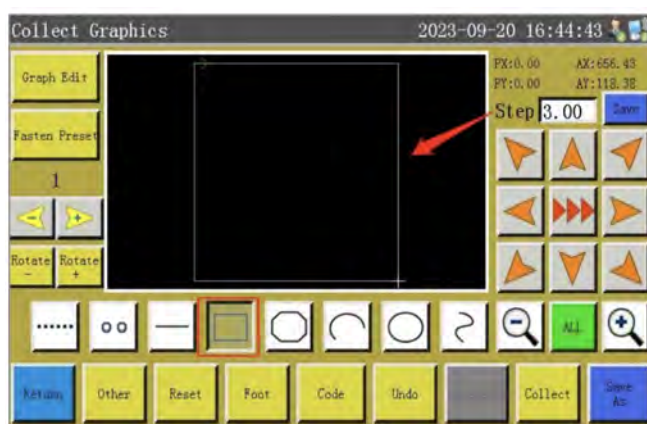 Collect Graphics 2023-09-20 16:44:43
Graph Edit
PX:0.00 AX:656.43
PY:0.00 AY:118.38
Step 3.00 Save
Fasten Preset
1
- +
Rotate - Rotate +
ALL
Return Other Reset Foot Code Undo Collect Save As